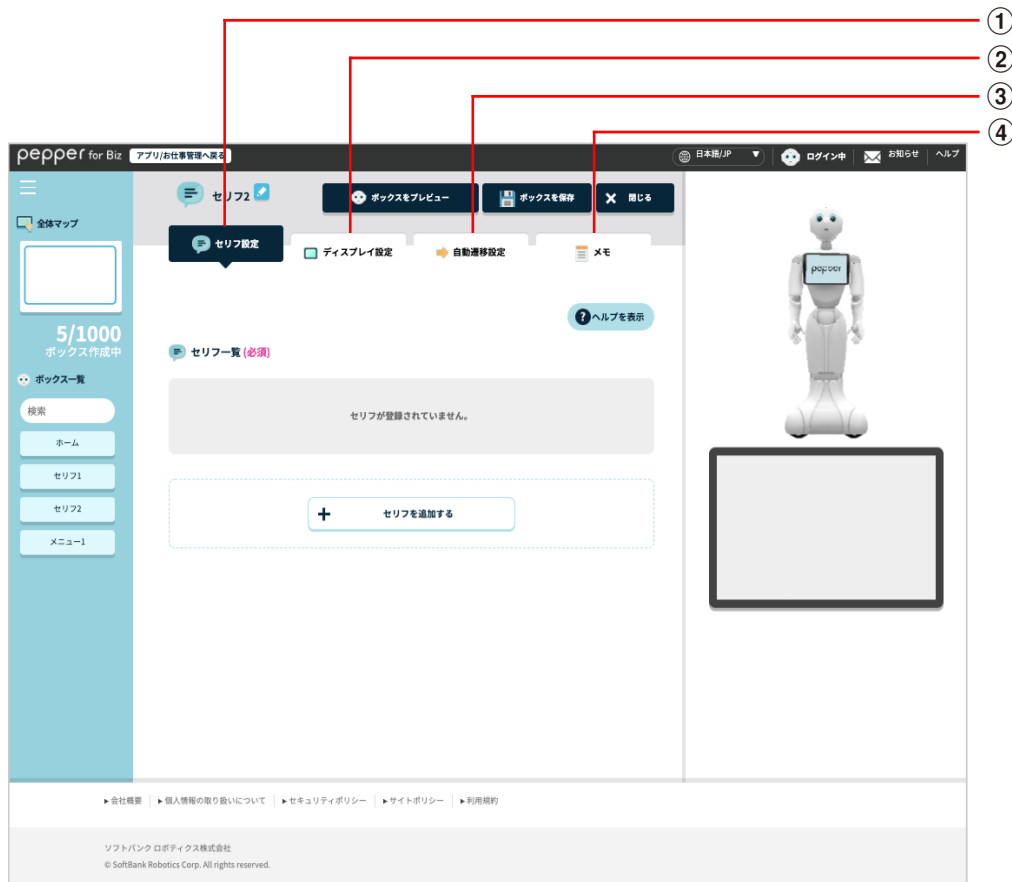 ①
②
③
④
pepper for Biz アプリ/お仕事管理へ戻る 日本語/JP ▼ ログイン中 お知らせ ヘルプ
セリフ2 ボックスをプレビュー ボックスを保存 × 閉じる
全体マップ
セリフ設定 ディスプレイ設定 自動遷移設定 メモ
pepper
?ヘルプを表示
5/1000
ボックス作成中
セリフ一覧 (必須)
ボックス一覧
検索
セリフが登録されていません。
ホーム
セリフ1
セリフ2
+ セリフを追加する
メニュー1
▶会社概要 ▶個人情報の取り扱いについて ▶セキュリティポリシー ▶サイトポリシー ▶利用規約
ソフトバンク ロボティクス株式会社
© SoftBank Robotics Corp. All rights reserved.